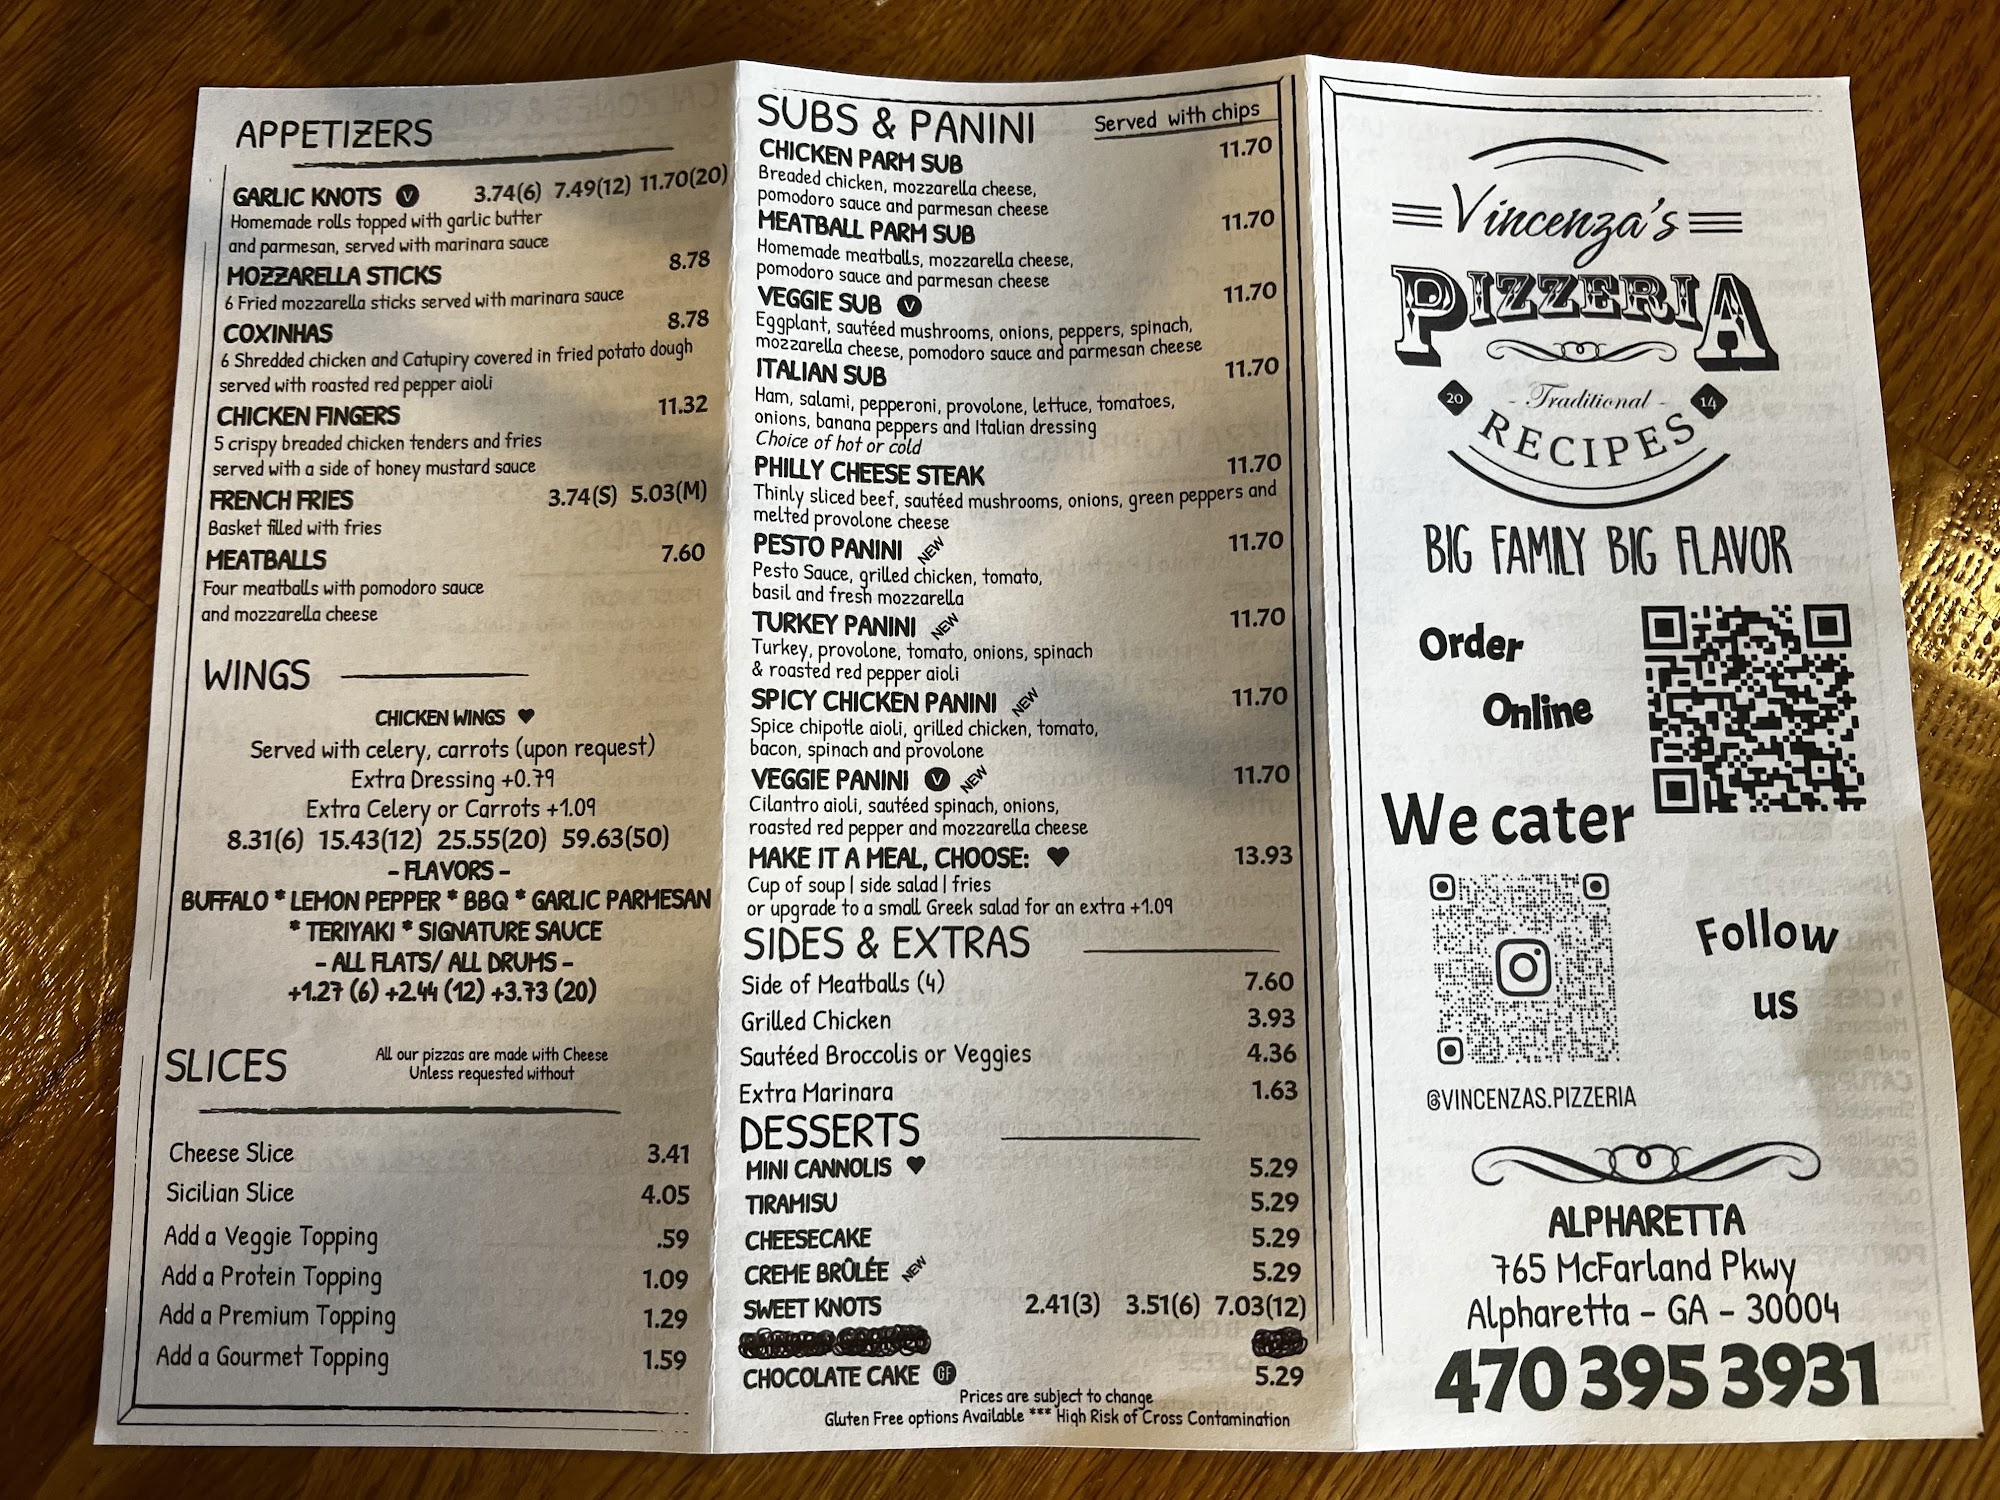 APPETIZERS
GARLIC KNOTS V 3.74(6) 7.49(12) 11.70(20)
Homemade rolls topped with garlic butter
and parmesan, served with marinara sauce
MOZZARELLA STICKS 8.78
6 Fried mozzarella sticks served with marinara sauce
COXINHAS 8.78
6 Shredded chicken and Catupiry covered in fried potato dough
served with roasted red pepper aioli
CHICKEN FINGERS 11.32
5 crispy breaded chicken tenders and fries
served with a side of honey mustard sauce
FRENCH FRIES 3.74(S) 5.03(M)
Basket filled with fries
MEATBALLS 7.60
Four meatballs with pomodoro sauce
and mozzarella cheese
WINGS
CHICKEN WINGS ♥
Served with celery, carrots (upon request)
Extra Dressing +0.79
Extra Celery or Carrots +1.09
8.31(6) 15.43(12) 25.55(20) 59.63(50)
- FLAVORS -
BUFFALO * LEMON PEPPER * BBQ * GARLIC PARMESAN
* TERIYAKI * SIGNATURE SAUCE
- ALL FLATS/ ALL DRUMS -
+1.27 (6) +2.44 (12) +3.73 (20)
SLICES
All our pizzas are made with Cheese
Unless requested without
Cheese Slice 3.41
Sicilian Slice 4.05
Add a Veggie Topping .59
Add a Protein Topping 1.09
Add a Premium Topping 1.29
Add a Gourmet Topping 1.59
SUBS & PANINI Served with chips
CHICKEN PARM SUB 11.70
Breaded chicken, mozzarella cheese,
pomodoro sauce and parmesan cheese
MEATBALL PARM SUB 11.70
Homemade meatballs, mozzarella cheese,
pomodoro sauce and parmesan cheese
VEGGIE SUB V 11.70
Eggplant, sautéed mushrooms, onions, peppers, spinach,
mozzarella cheese, pomodoro sauce and parmesan cheese
ITALIAN SUB 11.70
Ham, salami, pepperoni, provolone, lettuce, tomatoes,
onions, banana peppers and Italian dressing
Choice of hot or cold
PHILLY CHEESE STEAK 11.70
Thinly sliced beef, sautéed mushrooms, onions, green peppers and
melted provolone cheese
PESTO PANINI NEW 11.70
Pesto Sauce, grilled chicken, tomato,
basil and fresh mozzarella
TURKEY PANINI NEW 11.70
Turkey, provolone, tomato, onions, spinach
& roasted red pepper aioli
SPICY CHICKEN PANINI NEW 11.70
Spice chipotle aioli, grilled chicken, tomato,
bacon, spinach and provolone
VEGGIE PANINI V NEW 11.70
Cilantro aioli, sautéed spinach, onions,
roasted red pepper and mozzarella cheese
MAKE IT A MEAL, CHOOSE: ♥ 13.93
Cup of soup | side salad | fries
or upgrade to a small Greek salad for an extra +1.09
SIDES & EXTRAS
Side of Meatballs (4) 7.60
Grilled Chicken 3.93
Sautéed Broccolis or Veggies 4.36
Extra Marinara 1.63
DESSERTS
MINI CANNOLIS ♥ 5.29
TIRAMISU 5.29
CHEESECAKE 5.29
CREME BRÛLÉE NEW 5.29
SWEET KNOTS 2.41(3) 3.51(6) 7.03(12)
CHOCOLATE CAKE GF 5.29
Prices are subject to change
Gluten Free options Available *** High Risk of Cross Contamination
Vincenza's
PIZZERIA
20 - Traditional - 14
RECIPES
BIG FAMILY BIG FLAVOR
Order
Online
We cater
Follow
us
@VINCENZAS.PIZZERIA
ALPHARETTA
765 McFarland Pkwy
Alpharetta - GA - 30004
470 395 3931